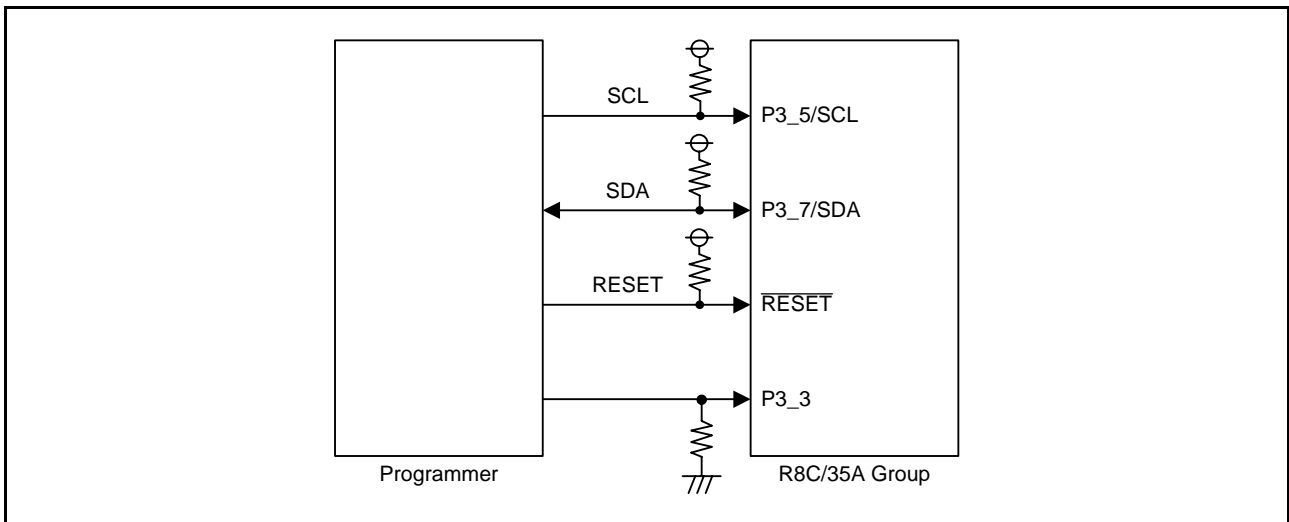 SCL
P3_5/SCL
SDA
P3_7/SDA
RESET
RESET
P3_3
Programmer
R8C/35A Group